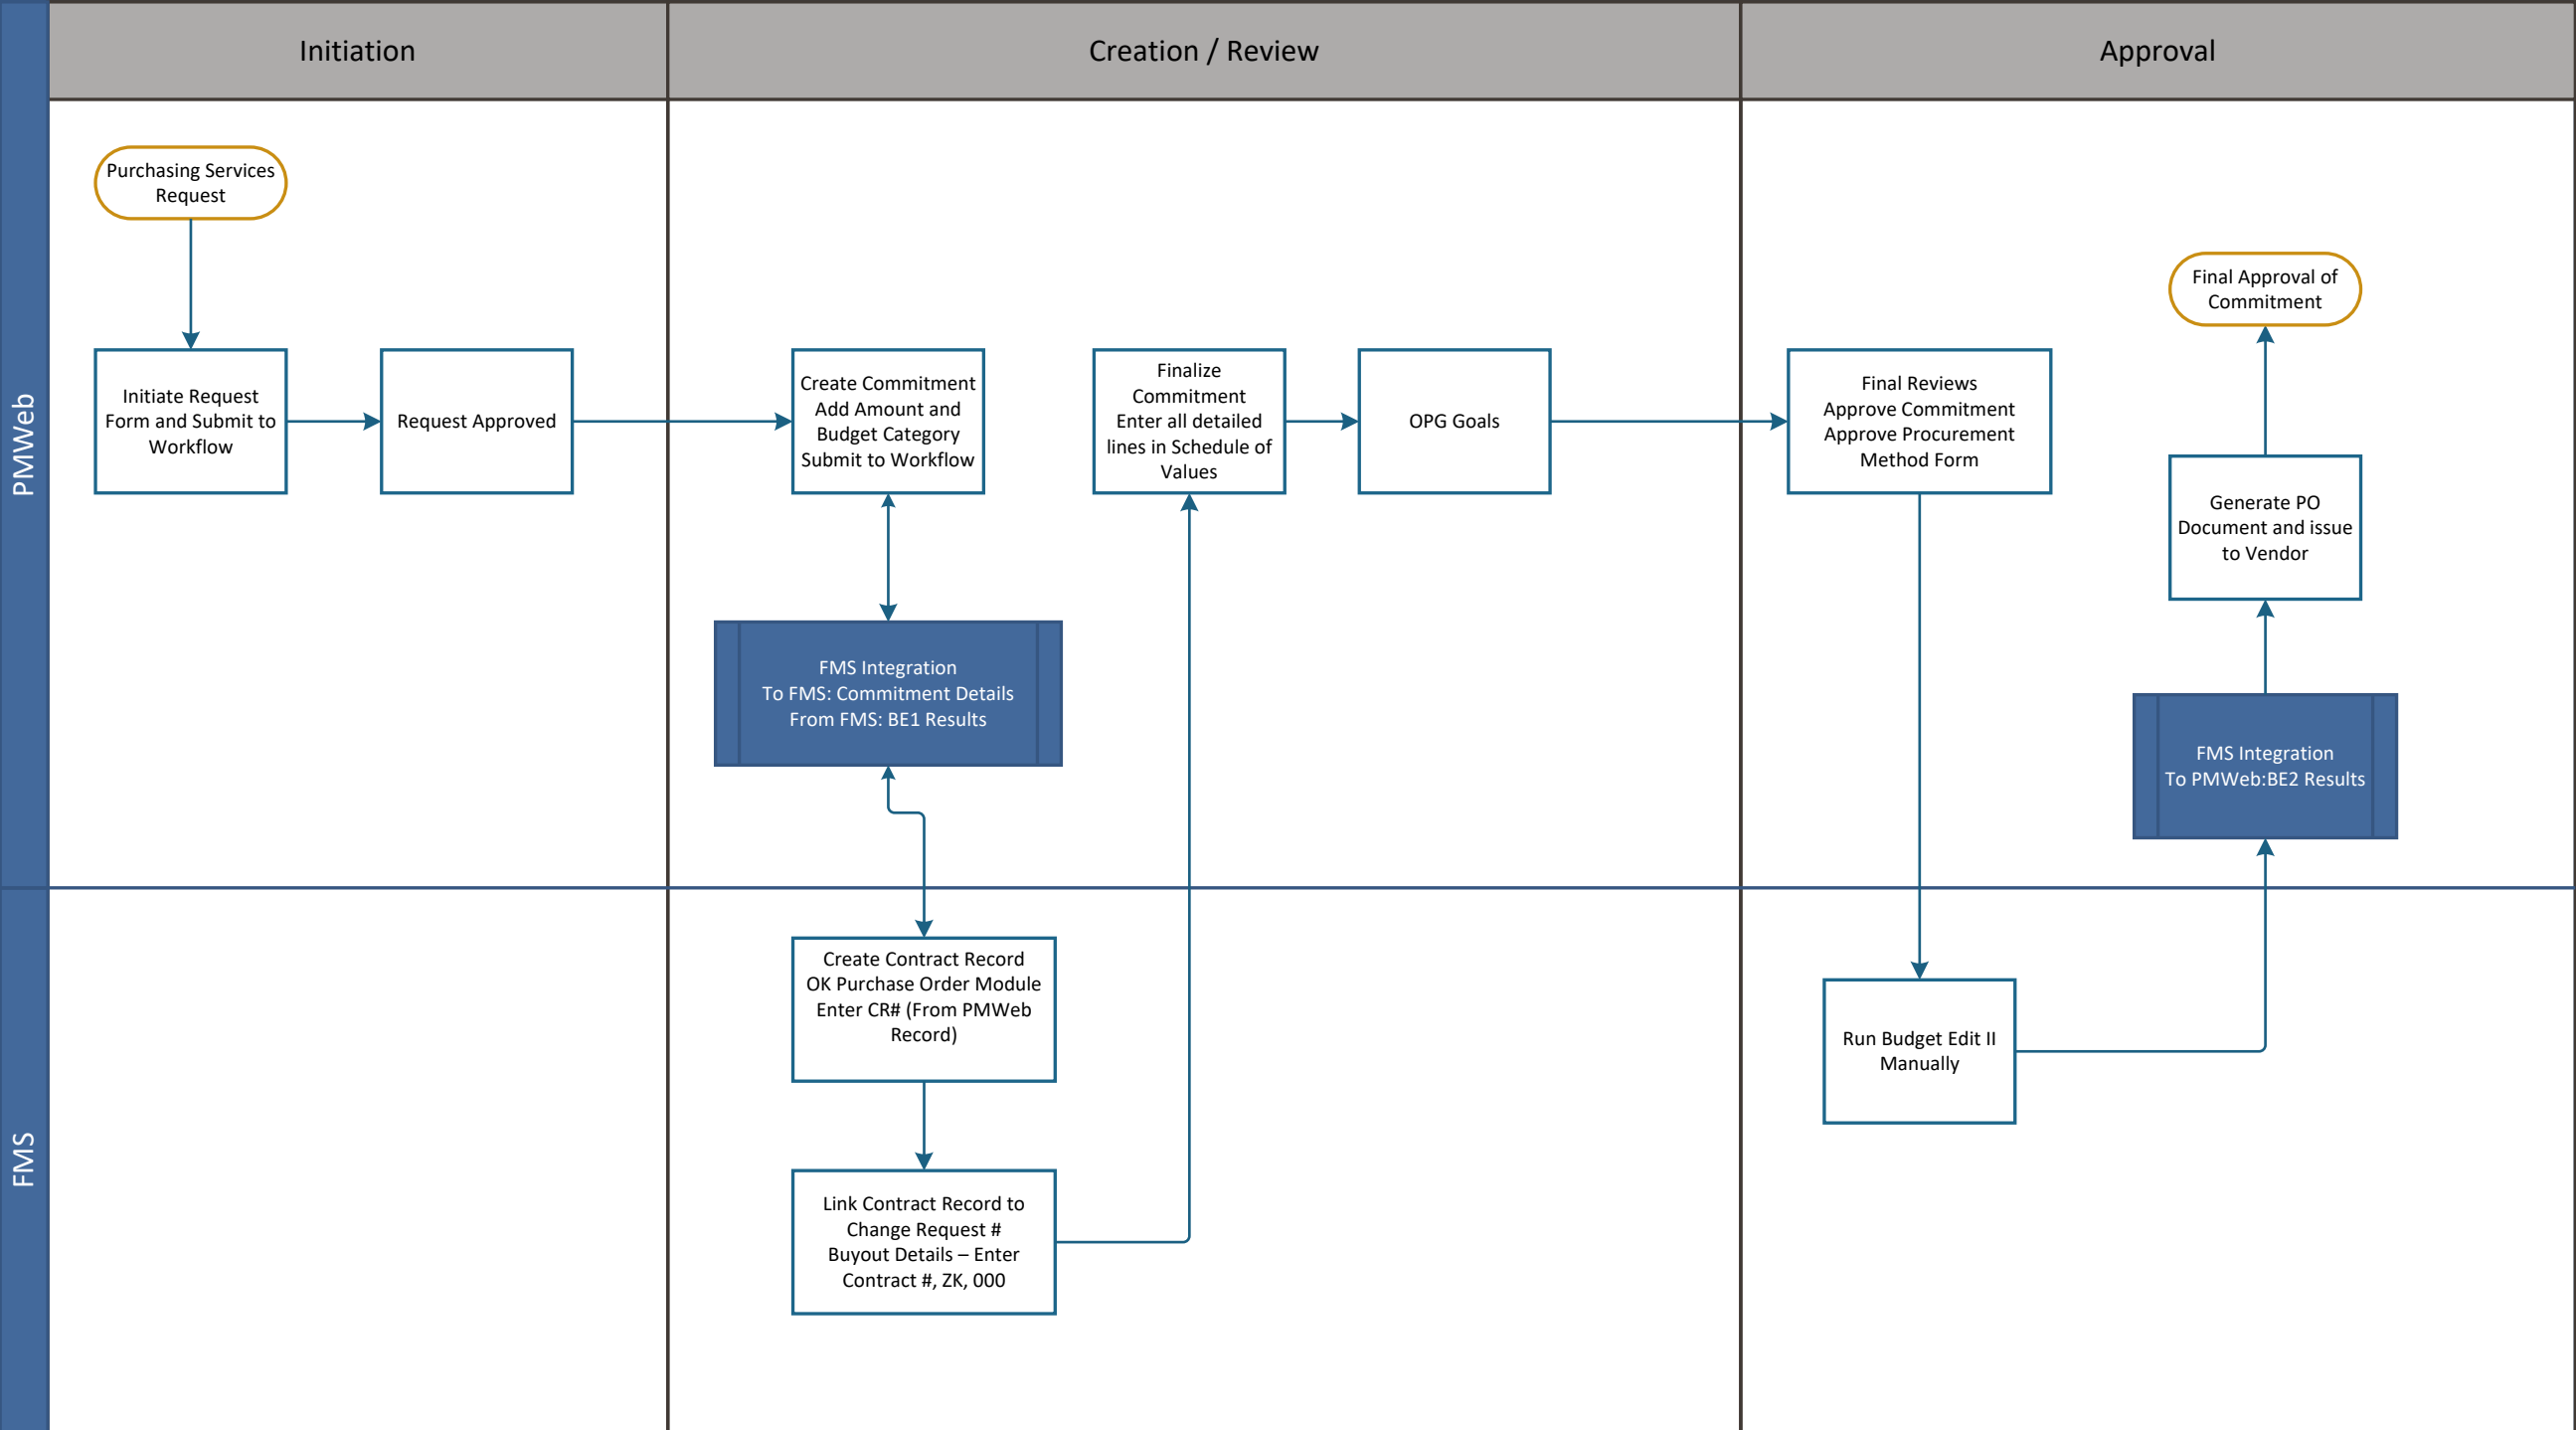 Initiation
Creation / Review
Approval
PMWeb
Purchasing Services
Request
Initiate Request
Form and Submit to
Workflow
Request Approved
Create Commitment
Add Amount and
Budget Category
Submit to Workflow
FMS Integration
To FMS: Commitment Details
From FMS: BE1 Results
Finalize
Commitment
Enter all detailed
lines in Schedule of
Values
OPG Goals
Final Reviews
Approve Commitment
Approve Procurement
Method Form
Final Approval of
Commitment
Generate PO
Document and issue
to Vendor
FMS Integration
To PMWeb:BE2 Results
FMS
Create Contract Record
OK Purchase Order Module
Enter CR# (From PMWeb
Record)
Link Contract Record to
Change Request #
Buyout Details – Enter
Contract #, ZK, 000
Run Budget Edit II
Manually